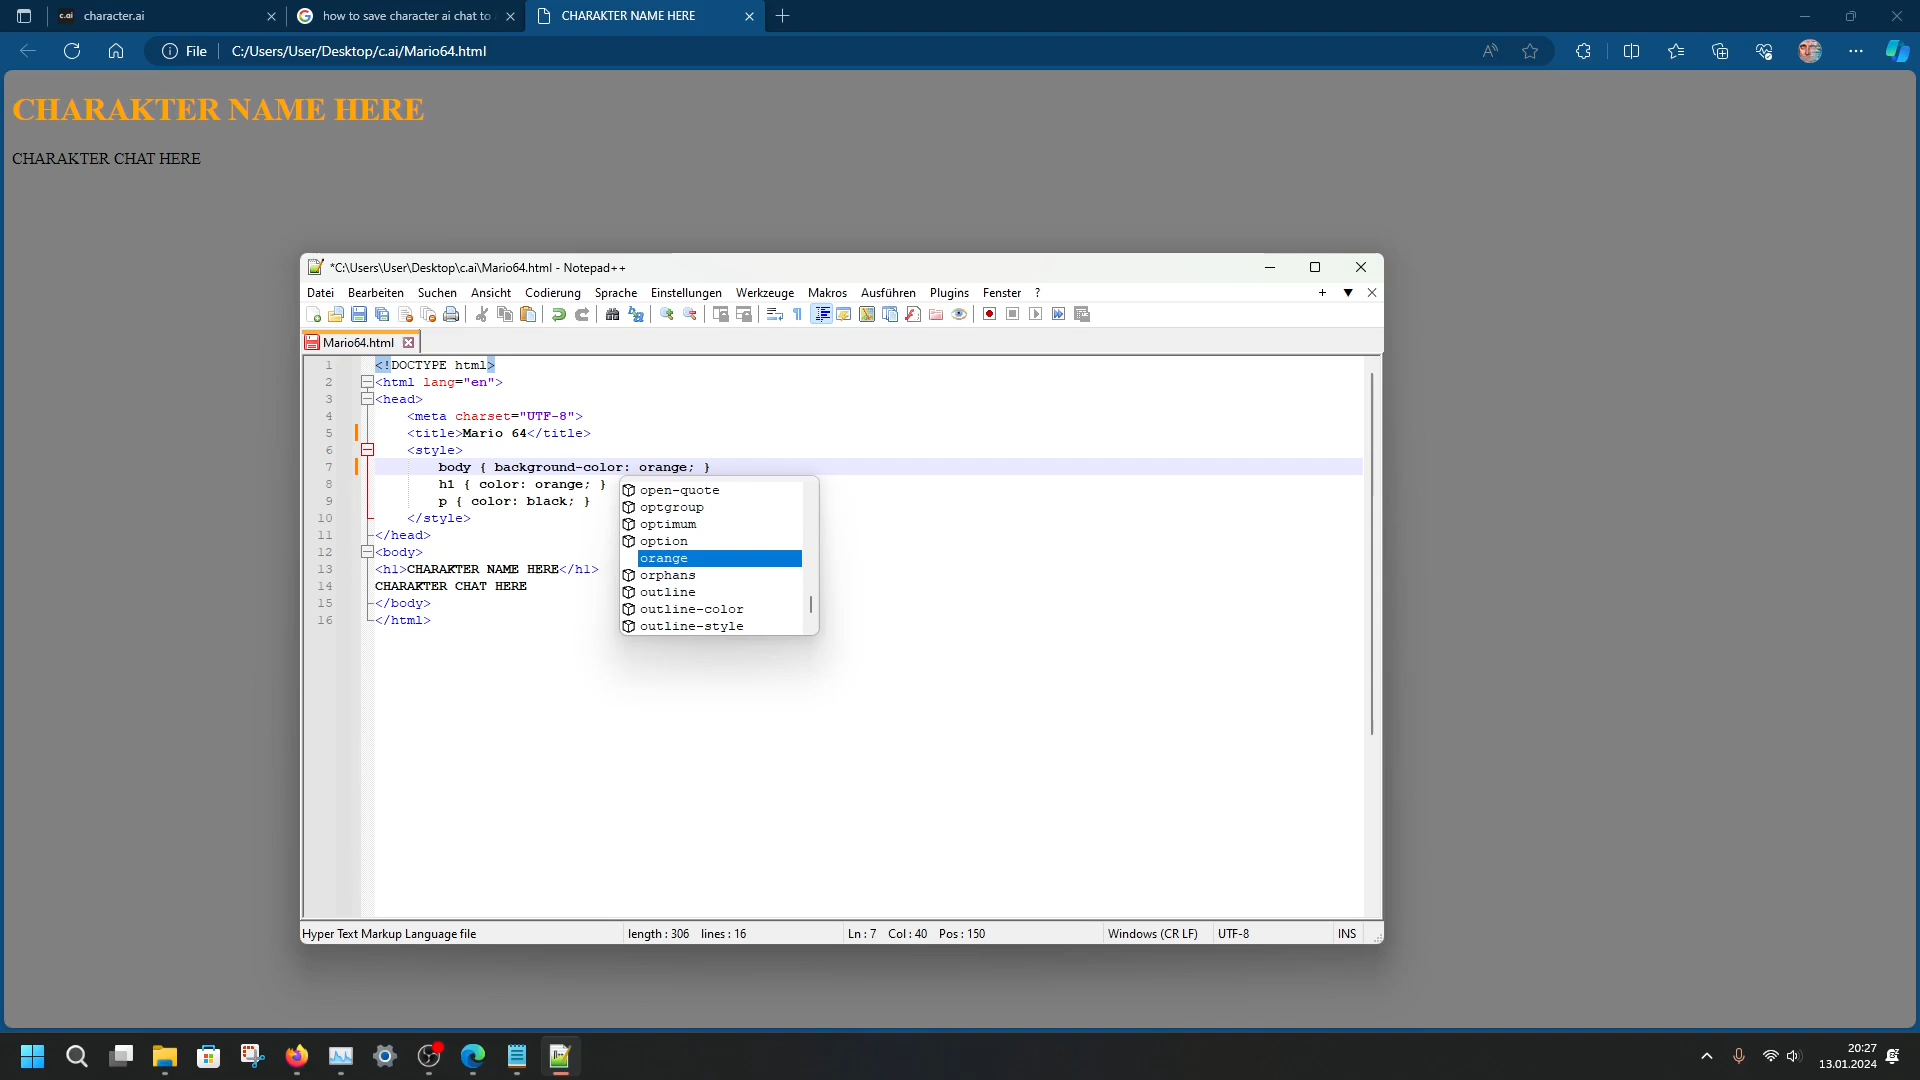 c.ai character.ai
how to save character ai chat to
CHARAKTER NAME HERE
File C:/Users/User/Desktop/c.ai/Mario64.html
CHARAKTER NAME HERE
CHARAKTER CHAT HERE
*C:\Users\User\Desktop\c.ai\Mario64.html - Notepad++
Datei Bearbeiten Suchen Ansicht Codierung Sprache Einstellungen Werkzeuge Makros Ausführen Plugins Fenster ?
Mario64.html
1 <!DOCTYPE html>
2 <html lang="en">
3 <head>
4 <meta charset="UTF-8">
5 <title>Mario 64</title>
6 <style>
7 body { background-color: orange; }
8 h1 { color: orange; }
9 p { color: black; }
10 </style>
11 </head>
12 <body>
13 <h1>CHARAKTER NAME HERE</h1>
14 CHARAKTER CHAT HERE
15 </body>
16 </html>
open-quote
optgroup
optimum
option
orange
orphans
outline
outline-color
outline-style
Hyper Text Markup Language file length : 306 lines : 16 Ln : 7 Col : 40 Pos : 150 Windows (CR LF) UTF-8 INS
20:27
13.01.2024